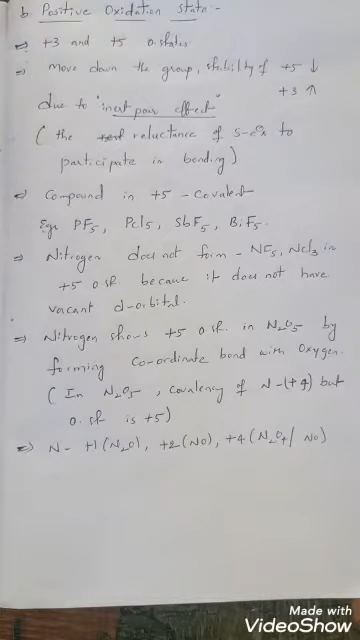 b. Positive Oxidation state :-
⇒ +3 and +5 o.states
⇒ Move down the group, stability of +5 ↓
+3 ↑
due to "inert pair effect"
( the reluctance of s-e⁻s to
participate in bonding )
⇒ Compound in +5 - Covalent
Eg: PF5, PCl5, SbF5, BiF5.
⇒ Nitrogen does not form - NF5, NCl5 in
+5 o.st. because it does not have
vacant d-orbital.
⇒ Nitrogen shows +5 o.st. in N2O5 by
forming Co-ordinate bond with Oxygen.
( In N2O5, covalency of N-(+4) but
o.st is +5 )
⇒ N - +1 (N2O), +2 (NO), +4 (N2O4 / NO)
Made with
VideoShow